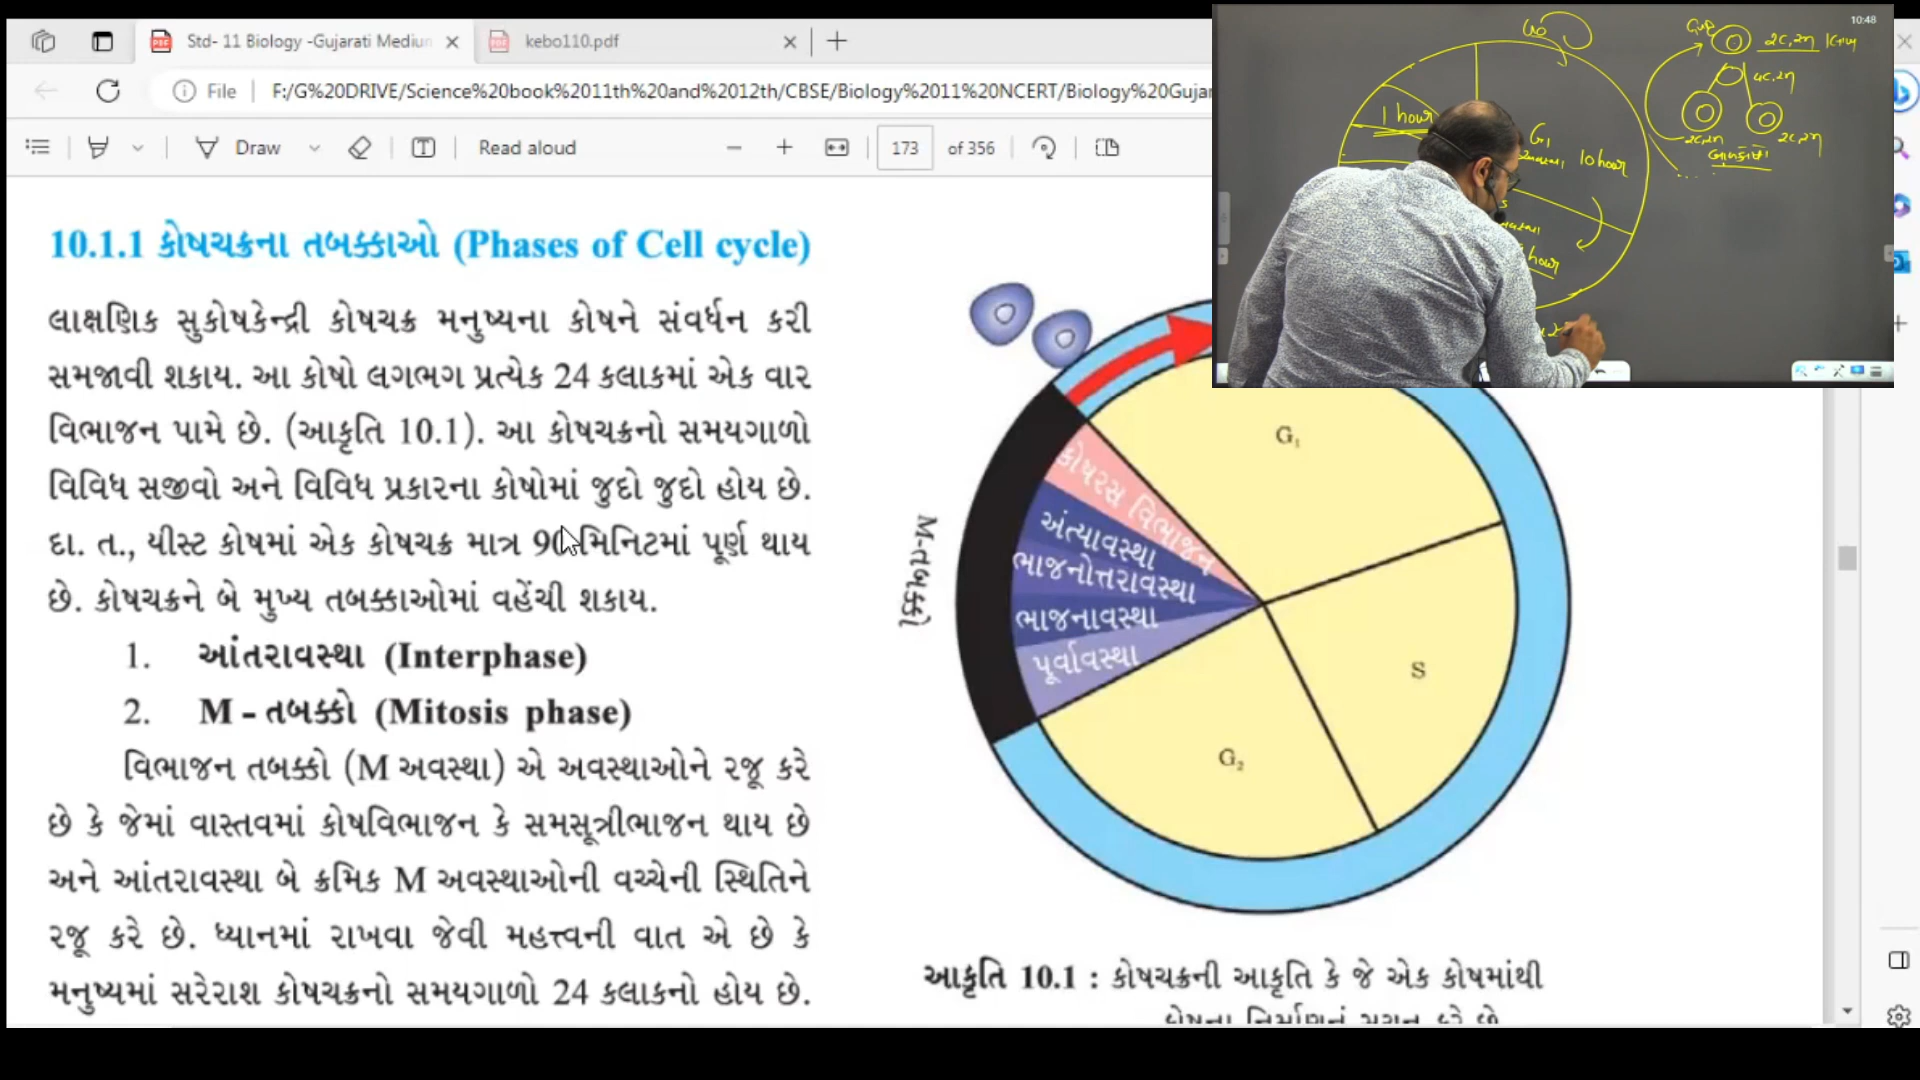 Std- 11 Biology -Gujarati Medium
kebo110.pdf
File
F:/G%20DRIVE/Science%20book%2011th%20and%2012th/CBSE/Biology%2011%20NCERT/Biology%20Gujar
Draw
Read aloud
173
of 356
10:48
1 hour
G1
10 hour
S
hour
2c,2n
4c,2n
2c,2n
2c,2n
10.1.1 કોષચક્રના તબક્કાઓ (Phases of Cell cycle)
લાક્ષણિક સુકોષકેન્દ્રી કોષચક્ર મનુષ્યના કોષને સંવર્ધન કરી
સમજાવી શકાય. આ કોષો લગભગ પ્રત્યેક 24 કલાકમાં એક વાર
વિભાજન પામે છે. (આકૃતિ 10.1). આ કોષચક્રનો સમયગાળો
વિવિધ સજીવો અને વિવિધ પ્રકારના કોષોમાં જુદો જુદો હોય છે.
દા. ત., યીસ્ટ કોષમાં એક કોષચક્ર માત્ર 90 મિનિટમાં પૂર્ણ થાય
છે. કોષચક્રને બે મુખ્ય તબક્કાઓમાં વહેંચી શકાય.
1. આંતરાવસ્થા (Interphase)
2. M - તબક્કો (Mitosis phase)
વિભાજન તબક્કો (M અવસ્થા) એ અવસ્થાઓને રજૂ કરે
છે કે જેમાં વાસ્તવમાં કોષવિભાજન કે સમસૂત્રીભાજન થાય છે
અને આંતરાવસ્થા બે ક્રમિક M અવસ્થાઓની વચ્ચેની સ્થિતિને
રજૂ કરે છે. ધ્યાનમાં રાખવા જેવી મહત્ત્વની વાત એ છે કે
મનુષ્યમાં સરેરાશ કોષચક્રનો સમયગાળો 24 કલાકનો હોય છે.
G1
S
G2
M-તબક્કો
કોષરસ વિભાજન
અંત્યાવસ્થા
ભાજનોત્તરાવસ્થા
ભાજનાવસ્થા
પૂર્વાવસ્થા
આકૃતિ 10.1 : કોષચક્રની આકૃતિ કે જે એક કોષમાંથી